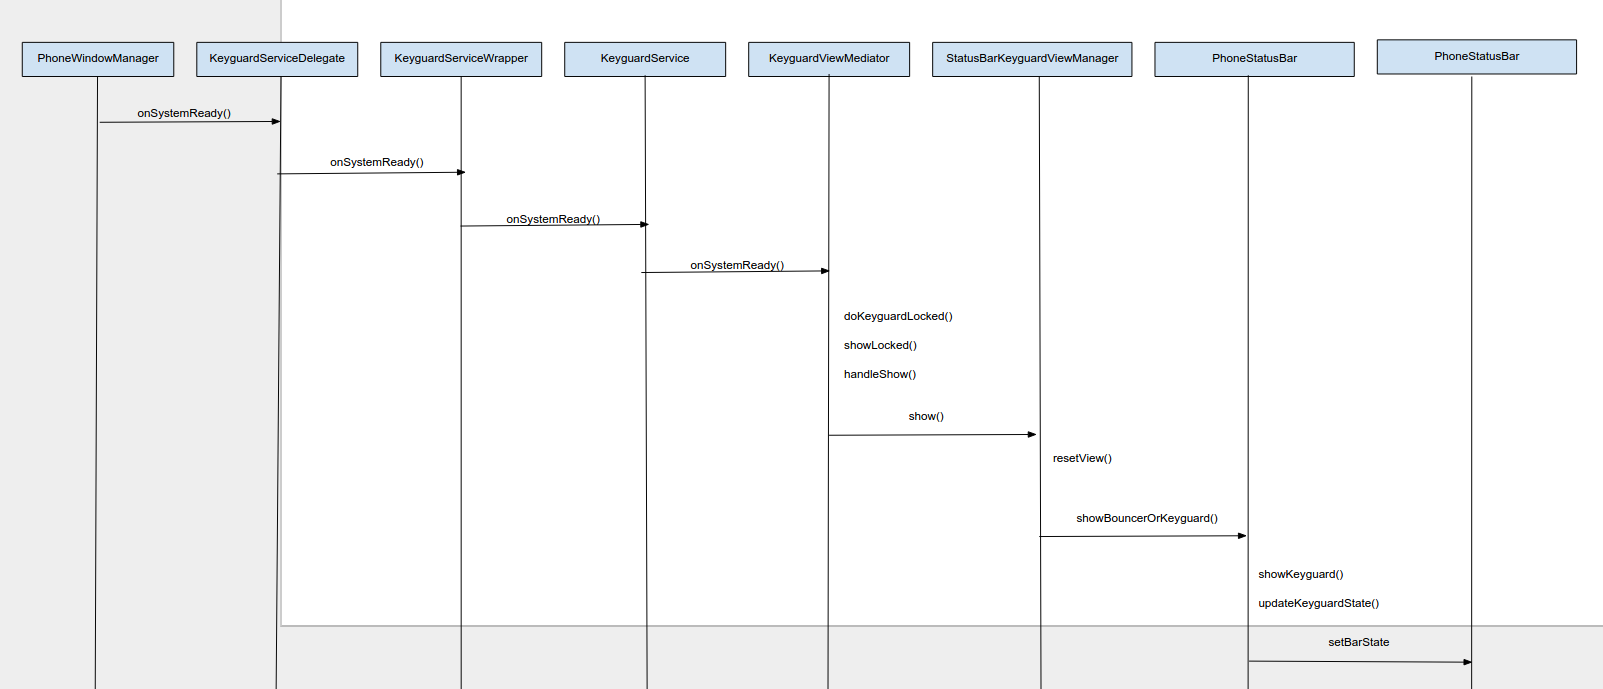 PhoneWindowManager
KeyguardServiceDelegate
KeyguardServiceWrapper
KeyguardService
KeyguardViewMediator
StatusBarKeyguardViewManager
PhoneStatusBar
PhoneStatusBar
onSystemReady()
onSystemReady()
onSystemReady()
onSystemReady()
doKeyguardLocked()
showLocked()
handleShow()
show()
resetView()
showBouncerOrKeyguard()
showKeyguard()
updateKeyguardState()
setBarState